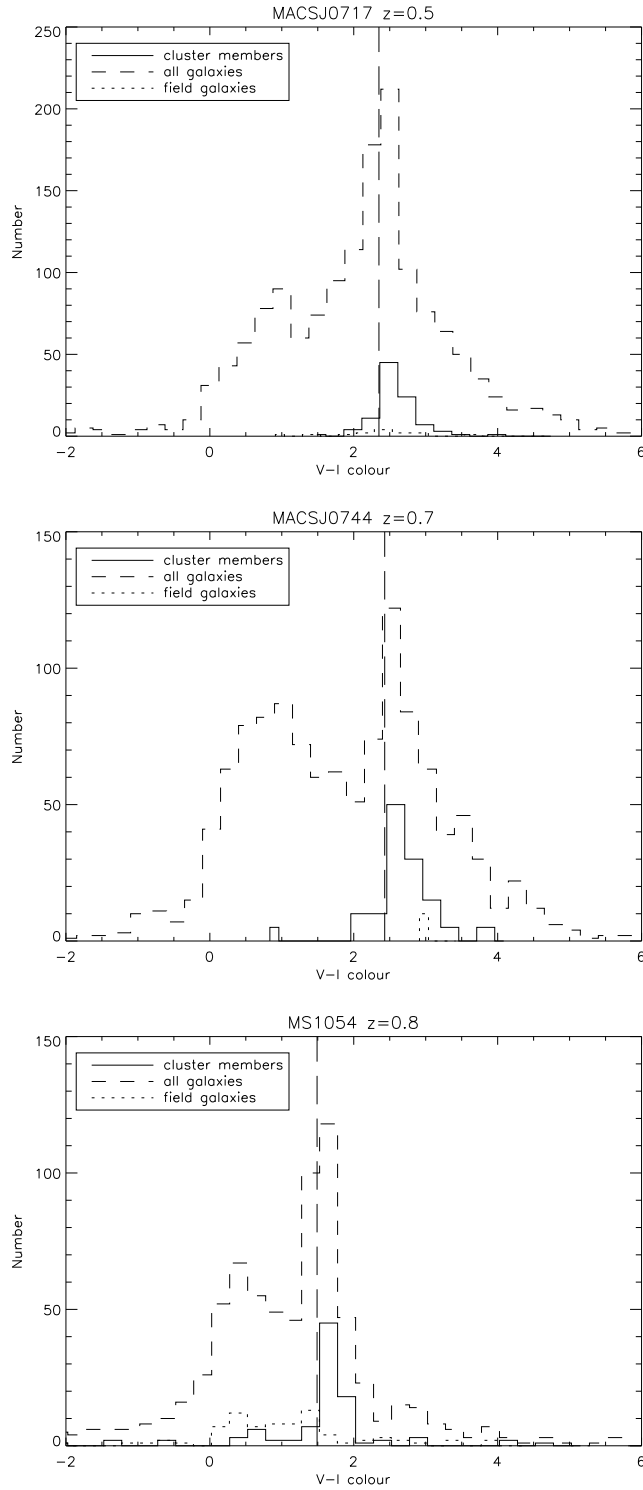 MACSJ0717 z=0.5
250
200
150
100
50
0
Number
cluster members
all galaxies
field galaxies
-2 0 2 4 6
V-I colour
MACSJ0744 z=0.7
150
100
50
0
Number
cluster members
all galaxies
field galaxies
-2 0 2 4 6
V-I colour
MS1054 z=0.8
150
100
50
0
Number
cluster members
all galaxies
field galaxies
-2 0 2 4 6
V-I colour